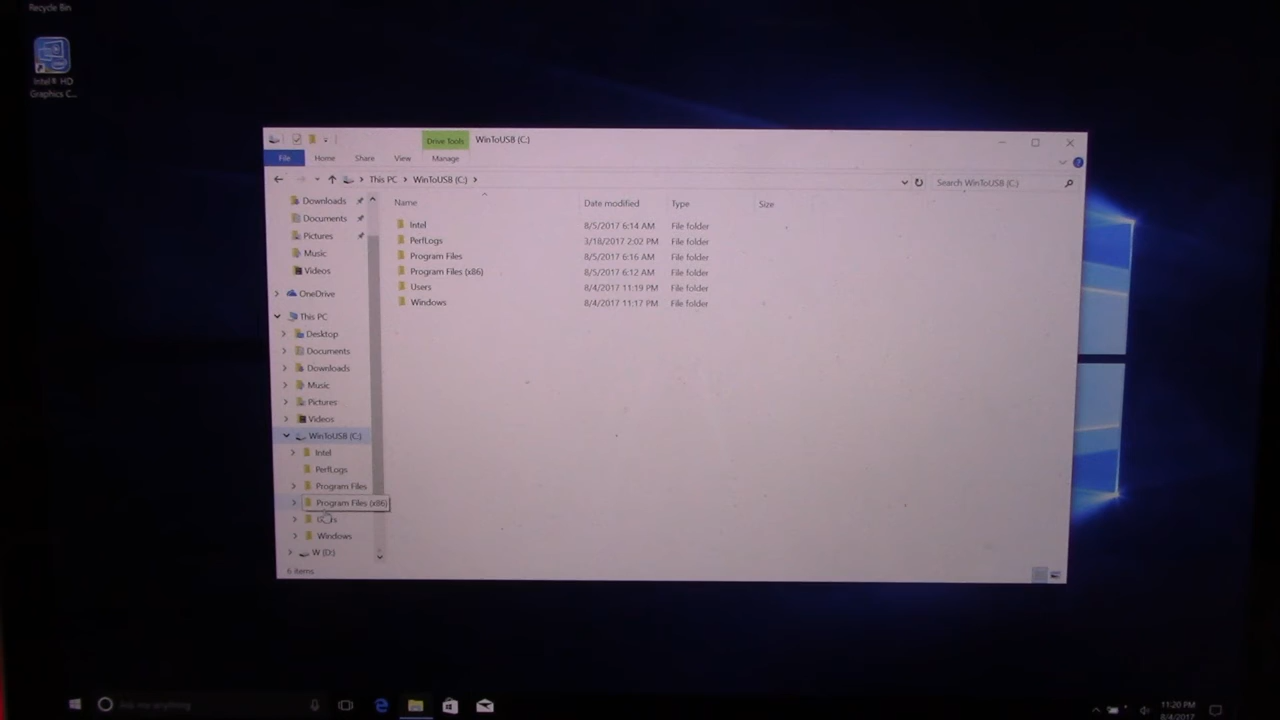 Recycle Bin
Intel® HD
Graphics C...
Drive Tools WinToUSB (C:)
File Home Share View Manage
This PC > WinToUSB (C:) >
Search WinToUSB (C:)
Name Date modified Type Size
Downloads
Documents
Pictures
Music
Videos
OneDrive
This PC
Desktop
Documents
Downloads
Music
Pictures
Videos
WinToUSB (C:)
Intel
PerfLogs
Program Files
Program Files (x86)
Users
Windows
W (D:)
Intel 8/5/2017 6:14 AM File folder
PerfLogs 3/18/2017 2:02 PM File folder
Program Files 8/5/2017 6:16 AM File folder
Program Files (x86) 8/5/2017 6:12 AM File folder
Users 8/4/2017 11:19 PM File folder
Windows 8/4/2017 11:17 PM File folder
6 items
Ask me anything
11:20 PM
8/4/2017